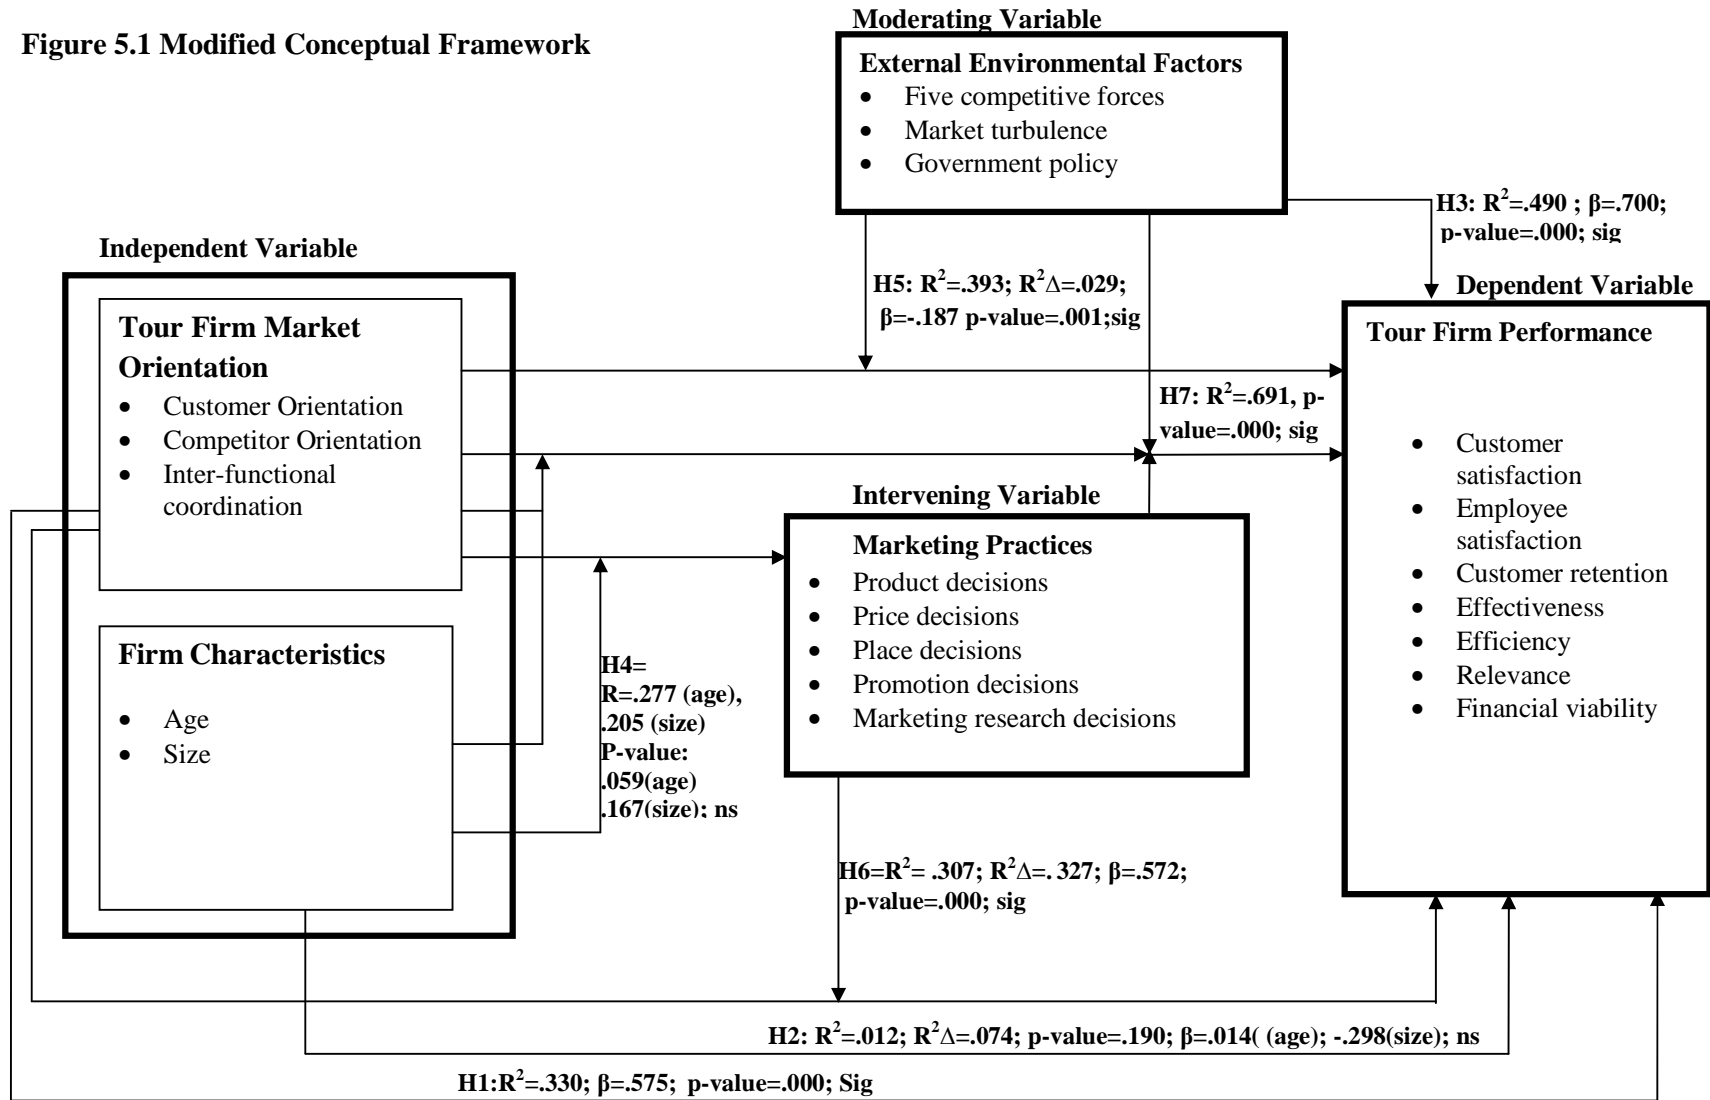 Figure 5.1 Modified Conceptual Framework
Moderating Variable
External Environmental Factors
• Five competitive forces
• Market turbulence
• Government policy
H3: R²=.490 ; β=.700;
p-value=.000; sig
Independent Variable
Tour Firm Market
Orientation
• Customer Orientation
• Competitor Orientation
• Inter-functional
coordination
H5: R²=.393; R²Δ=.029;
β=-.187 p-value=.001;sig
Dependent Variable
Tour Firm Performance
• Customer
satisfaction
• Employee
satisfaction
• Customer retention
• Effectiveness
• Efficiency
• Relevance
• Financial viability
H7: R²=.691, p-
value=.000; sig
Intervening Variable
Marketing Practices
• Product decisions
• Price decisions
• Place decisions
• Promotion decisions
• Marketing research decisions
Firm Characteristics
• Age
• Size
H4=
R=.277 (age),
.205 (size)
P-value:
.059(age)
.167(size); ns
H6=R²= .307; R²Δ=. 327; β=.572;
p-value=.000; sig
H2: R²=.012; R²Δ=.074; p-value=.190; β=.014( (age); -.298(size); ns
H1:R²=.330; β=.575; p-value=.000; Sig